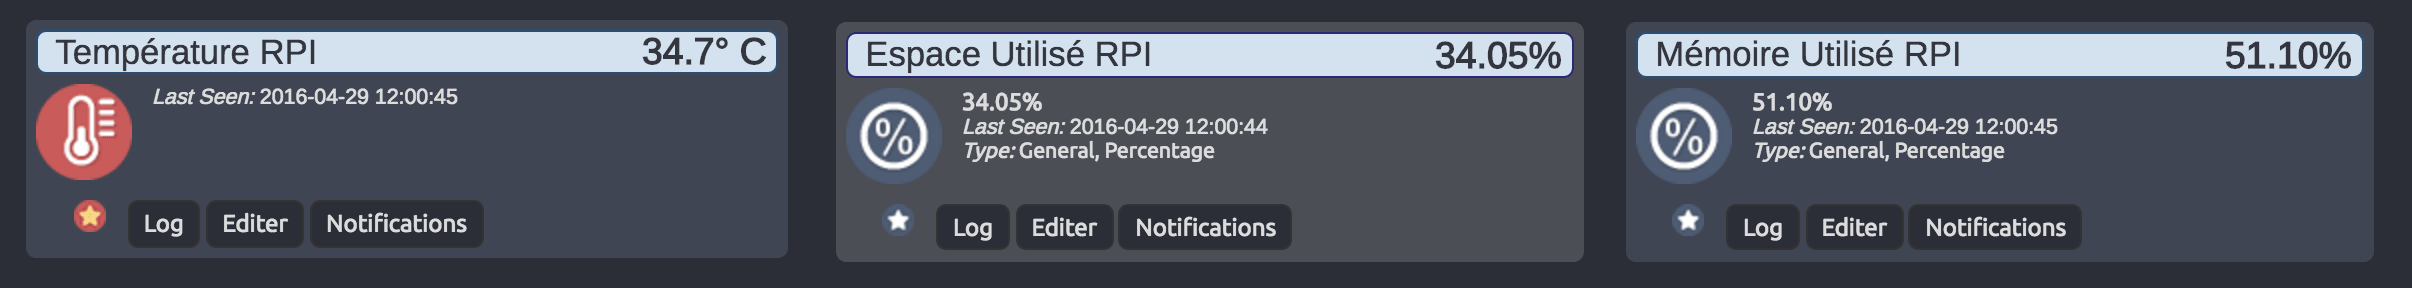 Température RPI 34.7° C
Last Seen: 2016-04-29 12:00:45
Log Editer Notifications
Espace Utilisé RPI 34.05%
%
34.05%
Last Seen: 2016-04-29 12:00:44
Type: General, Percentage
Log Editer Notifications
Mémoire Utilisé RPI 51.10%
%
51.10%
Last Seen: 2016-04-29 12:00:45
Type: General, Percentage
Log Editer Notifications